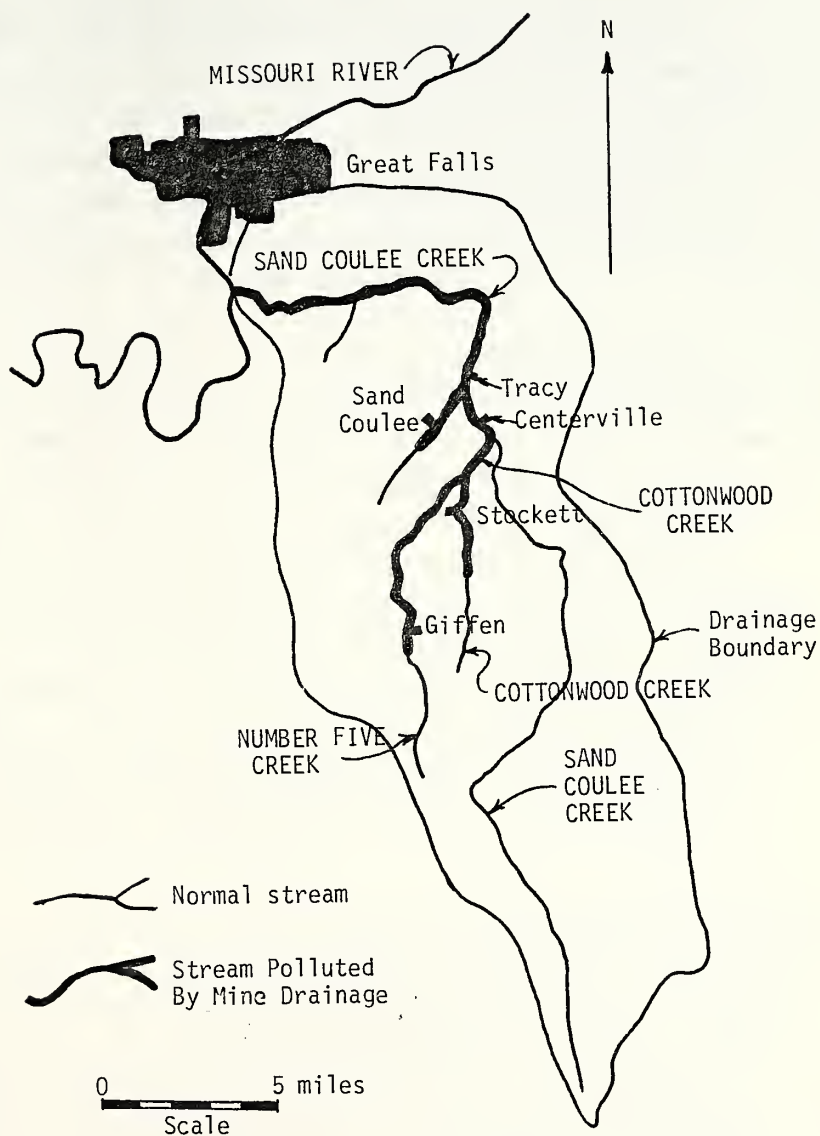 N
MISSOURI RIVER
Great Falls
SAND COULEE CREEK
Tracy
Sand
Coulee
Centerville
COTTONWOOD
CREEK
Stockett
Giffen
Drainage
Boundary
COTTONWOOD CREEK
NUMBER FIVE
CREEK
SAND
COULEE
CREEK
Normal stream
Stream Polluted
By Mine Drainage
0 5 miles
Scale